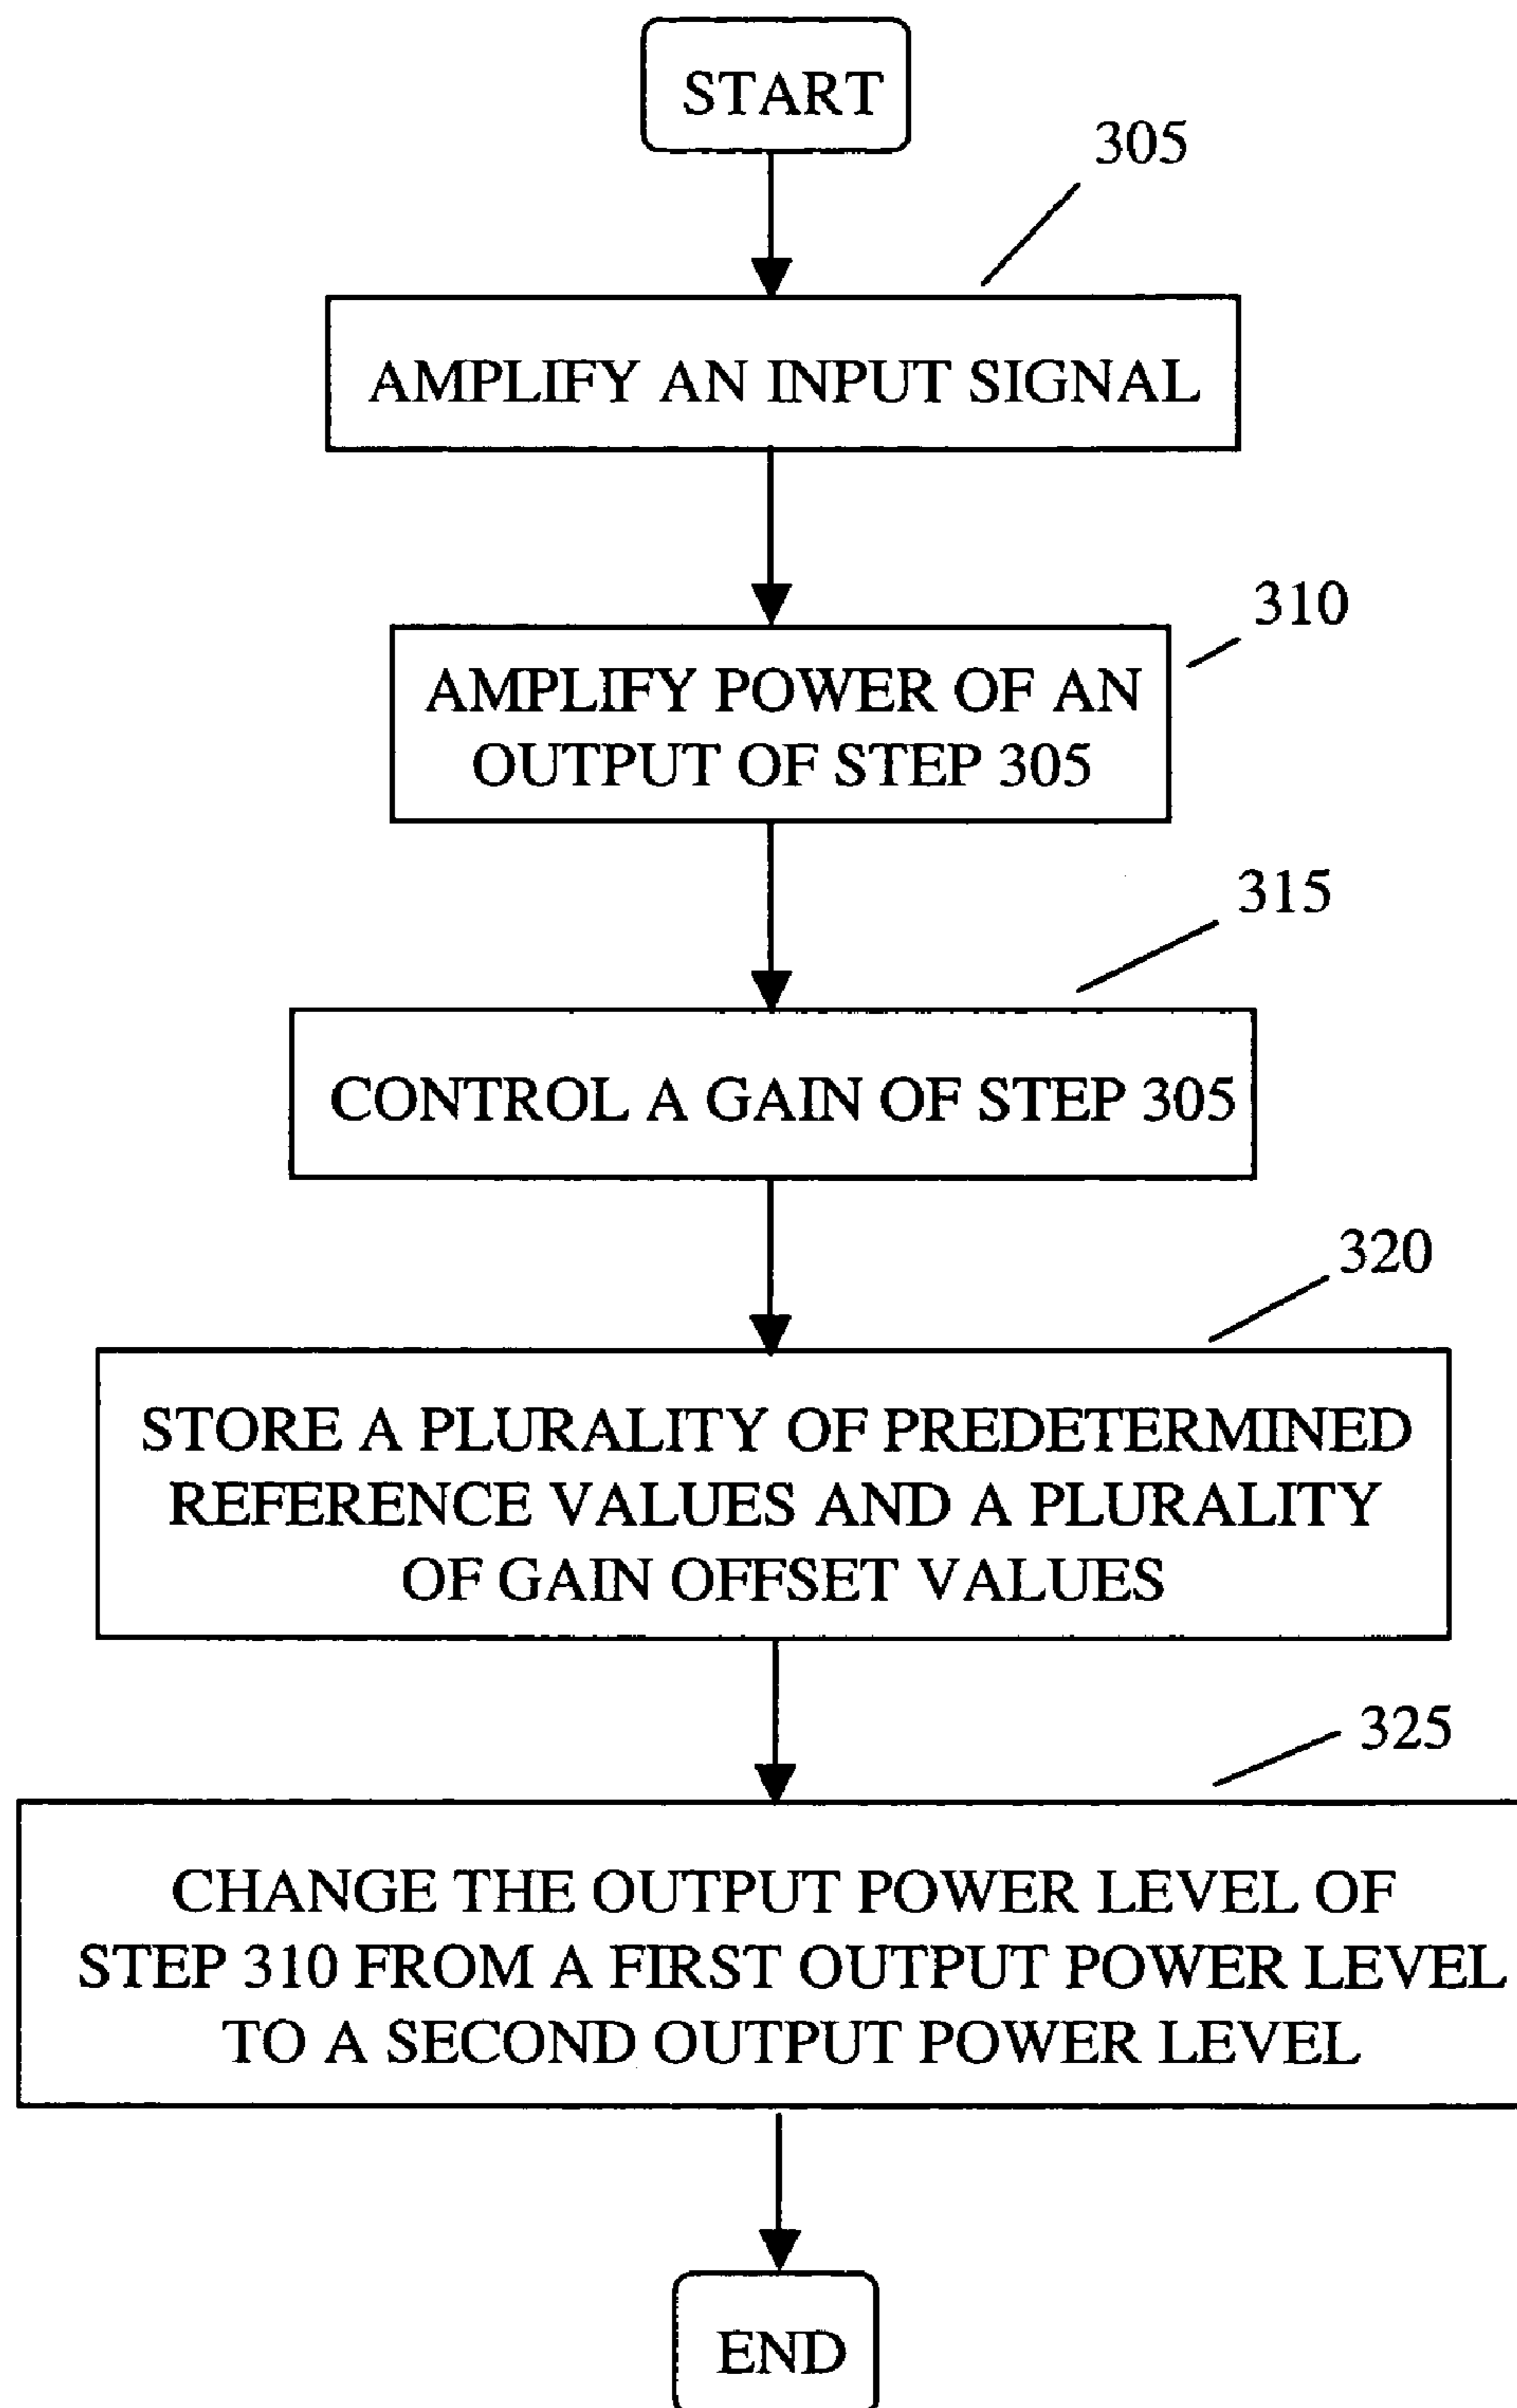 START
305
AMPLIFY AN INPUT SIGNAL
310
AMPLIFY POWER OF AN
OUTPUT OF STEP 305
315
CONTROL A GAIN OF STEP 305
320
STORE A PLURALITY OF PREDETERMINED
REFERENCE VALUES AND A PLURALITY
OF GAIN OFFSET VALUES
325
CHANGE THE OUTPUT POWER LEVEL OF
STEP 310 FROM A FIRST OUTPUT POWER LEVEL
TO A SECOND OUTPUT POWER LEVEL
END